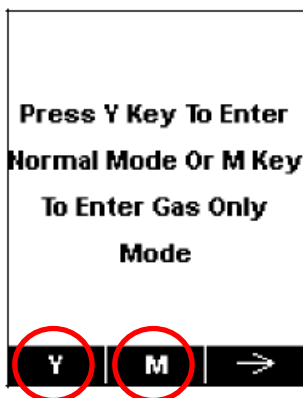 Press Y Key To Enter
Normal Mode Or M Key
To Enter Gas Only
Mode
Y M ->